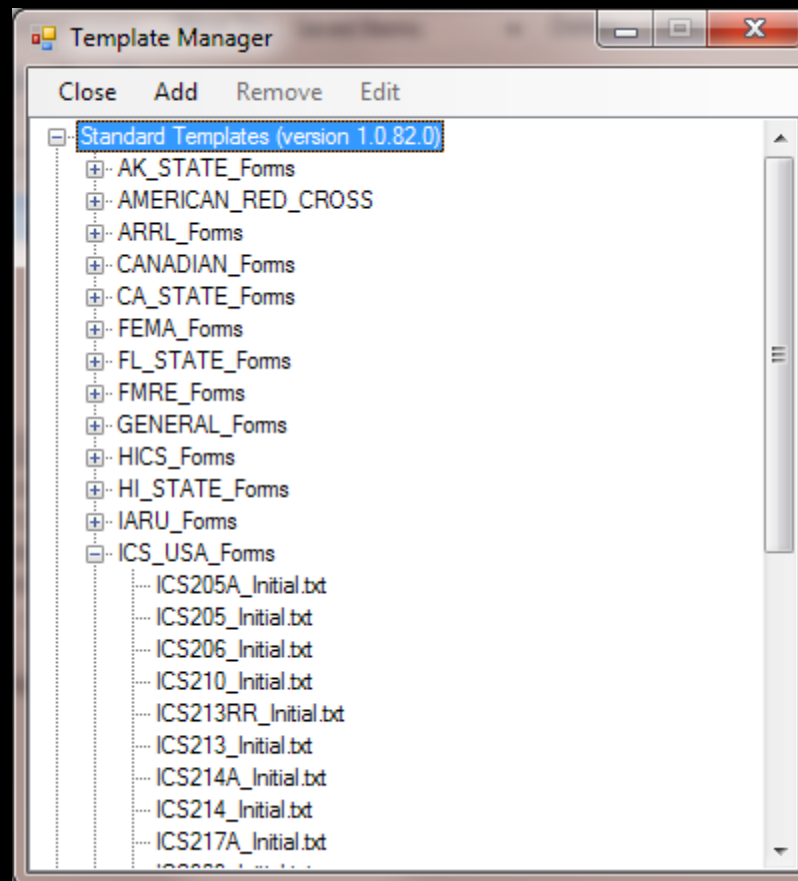 Template Manager
Close Add Remove Edit
Standard Templates (version 1.0.82.0)
AK_STATE_Forms
AMERICAN_RED_CROSS
ARRL_Forms
CANADIAN_Forms
CA_STATE_Forms
FEMA_Forms
FL_STATE_Forms
FMRE_Forms
GENERAL_Forms
HICS_Forms
HI_STATE_Forms
IARU_Forms
ICS_USA_Forms
ICS205A_Initial.txt
ICS205_Initial.txt
ICS206_Initial.txt
ICS210_Initial.txt
ICS213RR_Initial.txt
ICS213_Initial.txt
ICS214A_Initial.txt
ICS214_Initial.txt
ICS217A_Initial.txt